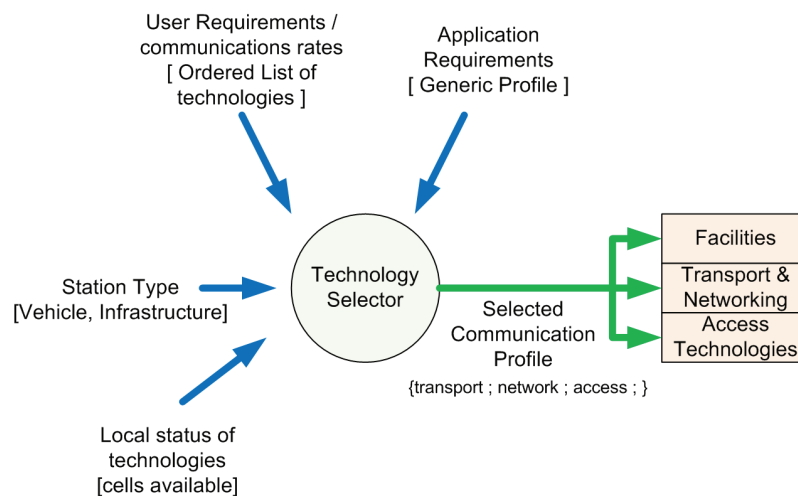 User Requirements /
communications rates
[ Ordered List of
technologies ]
Application
Requirements
[ Generic Profile ]
Station Type
[Vehicle, Infrastructure]
Local status of
technologies
[cells available]
Technology
Selector
Selected
Communication
Profile
{transport ; network ; access ; }
Facilities
Transport &
Networking
Access
Technologies